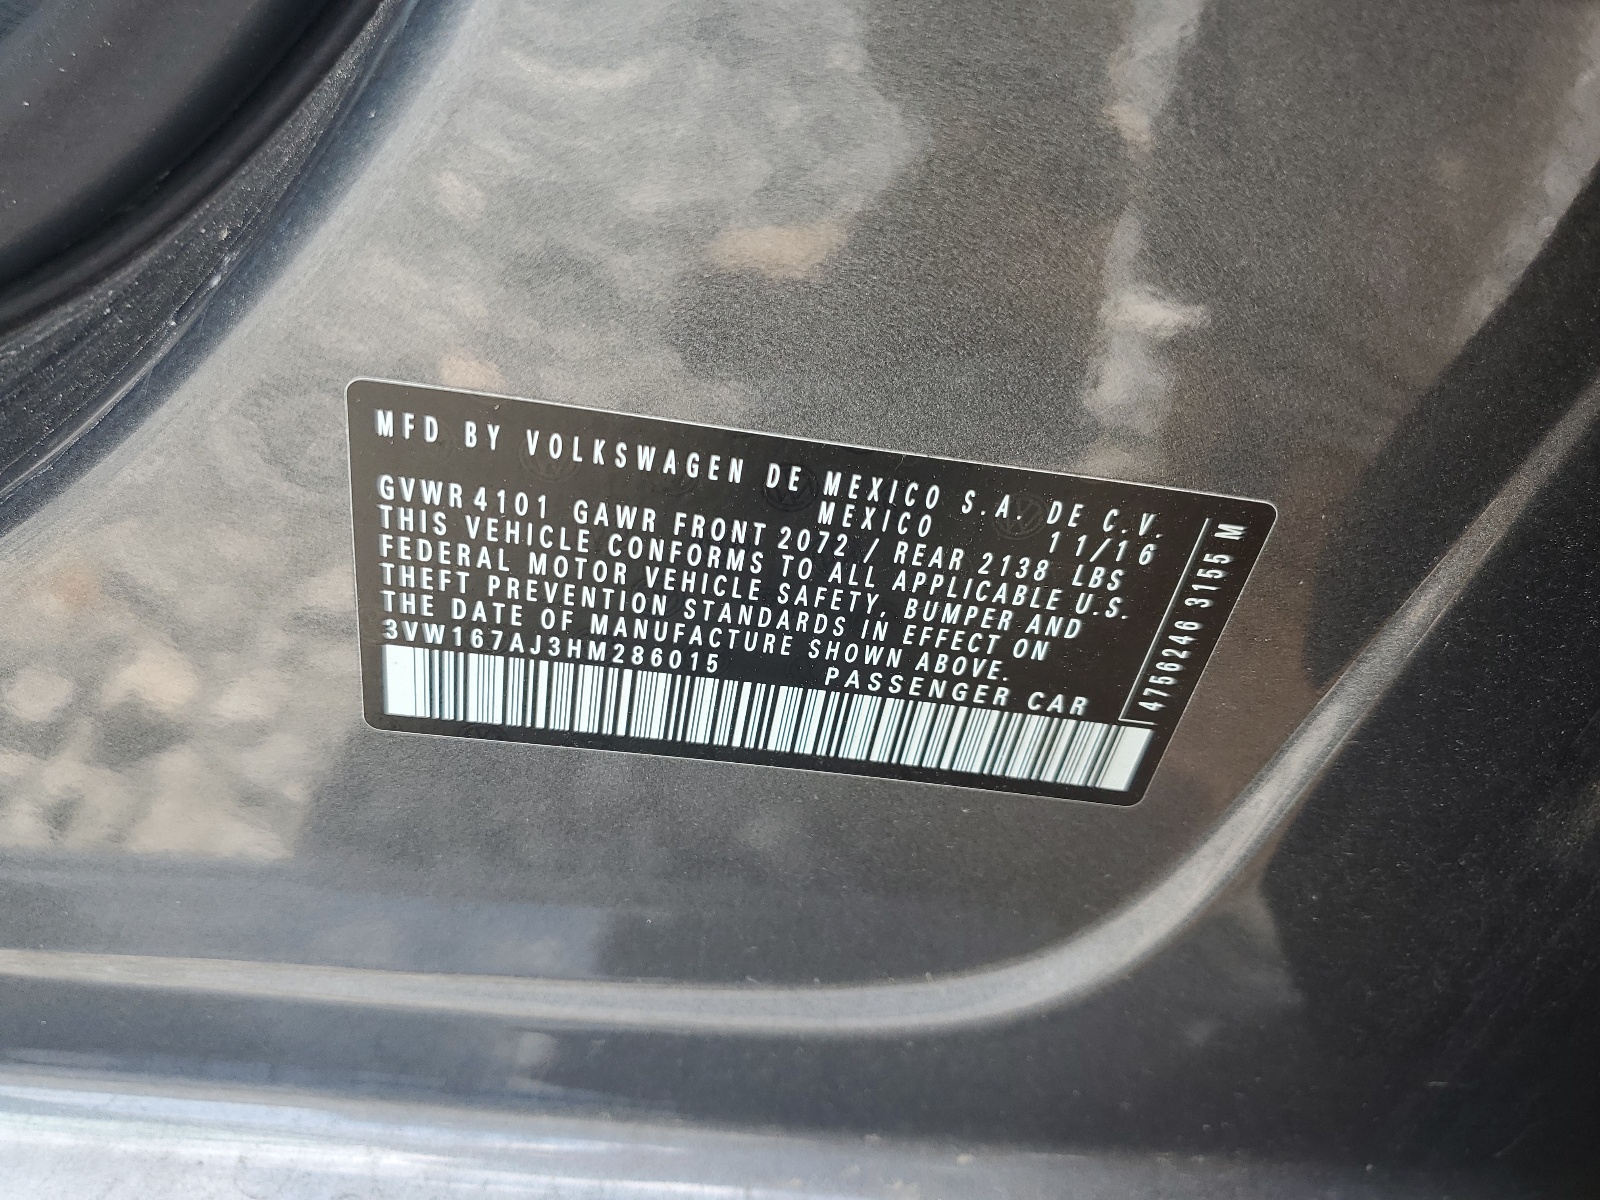 MFD BY VOLKSWAGEN DE MEXICO S.A. DE C.V.
MEXICO 11/16
GVWR 4101 GAWR FRONT 2072 / REAR 2138 LBS
THIS VEHICLE CONFORMS TO ALL APPLICABLE U.S.
FEDERAL MOTOR VEHICLE SAFETY, BUMPER AND
THEFT PREVENTION STANDARDS IN EFFECT ON
THE DATE OF MANUFACTURE SHOWN ABOVE.
3VW167AJ3HM286015 PASSENGER CAR
4756246 3155 M